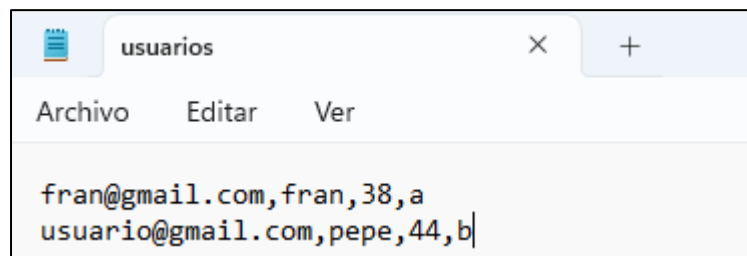 usuarios
Archivo Editar Ver
fran@gmail.com,fran,38,a
usuario@gmail.com,pepe,44,b